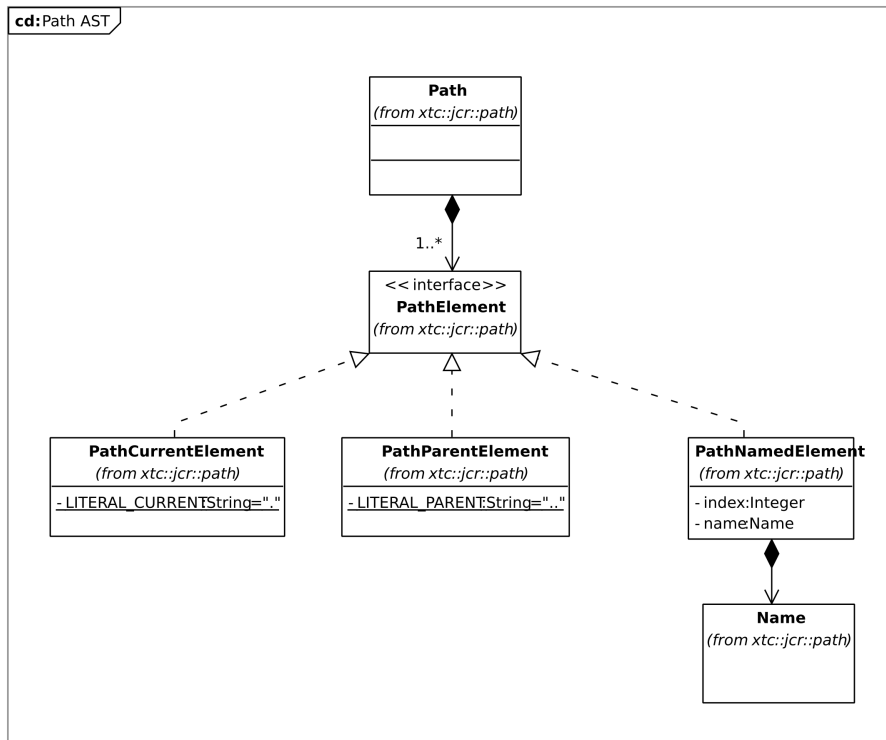 cd: Path AST
Path
(from xtc::jcr::path)
1..*
<<interface>>
PathElement
(from xtc::jcr::path)
PathCurrentElement
(from xtc::jcr::path)
- LITERAL_CURRENT:String="."
PathParentElement
(from xtc::jcr::path)
- LITERAL_PARENT:String=".."
PathNamedElement
(from xtc::jcr::path)
- index:Integer
- name:Name
Name
(from xtc::jcr::path)